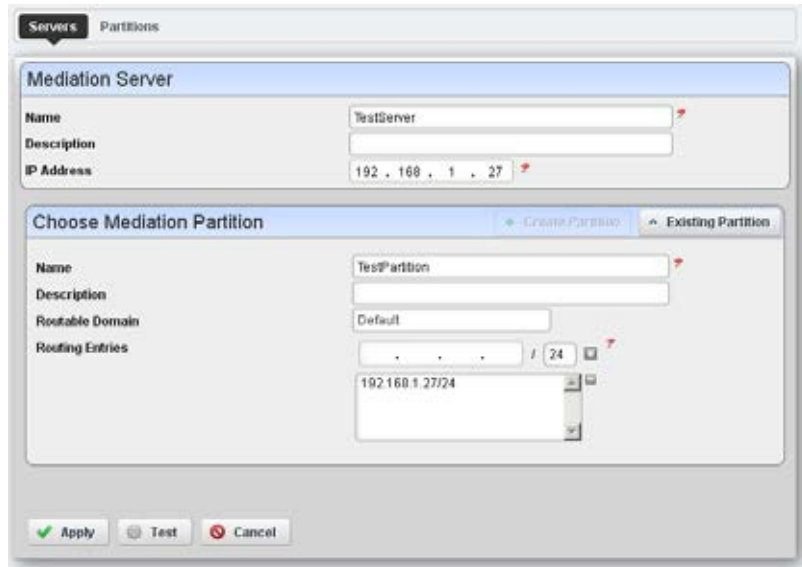 Servers Partitions
Mediation Server
Name TestServer
Description
IP Address 192 . 168 . 1 . 27
Choose Mediation Partition Create Partition Existing Partition
Name TestPartition
Description
Routable Domain Default
Routing Entries . . . / 24
192.168.1.27/24
Apply Test Cancel